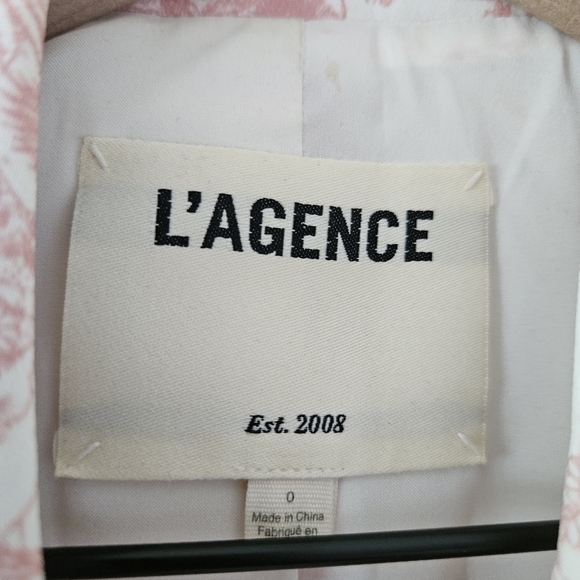 L'AGENCE
Est. 2008
0
Made in China
Fabriqué en